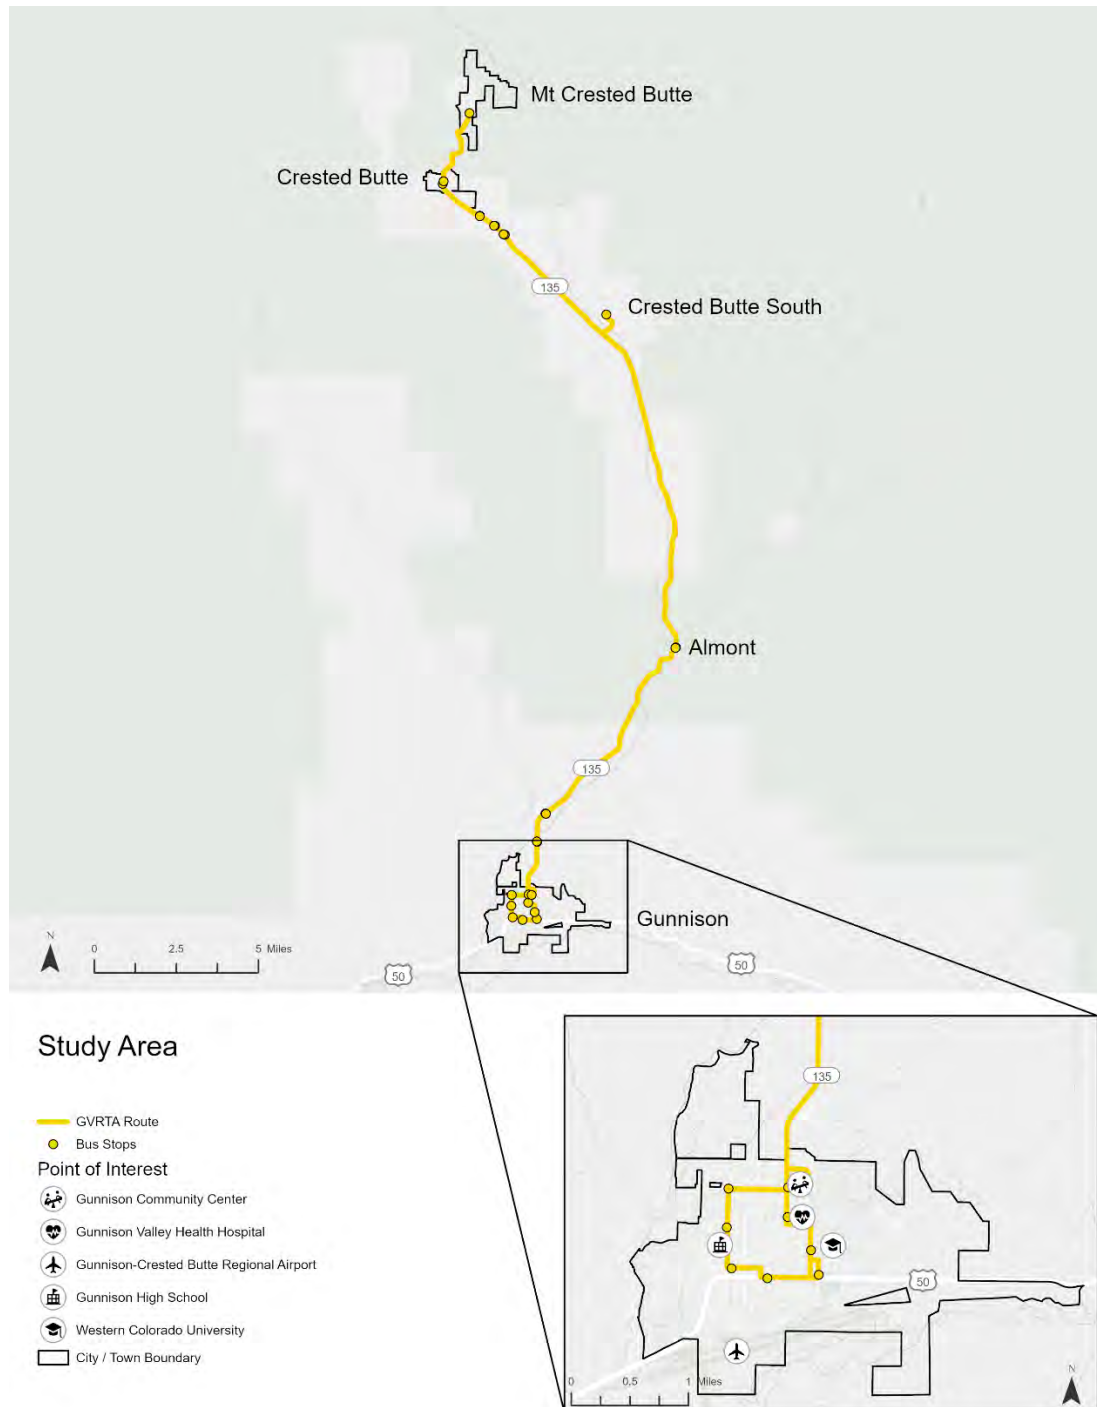 Mt Crested Butte
Crested Butte
135
Crested Butte South
Almont
135
Gunnison
N
0 2.5 5 Miles
50
50
Study Area
GVRTA Route
Bus Stops
Point of Interest
Gunnison Community Center
Gunnison Valley Health Hospital
Gunnison-Crested Butte Regional Airport
Gunnison High School
Western Colorado University
City / Town Boundary
135
50
0 0.5 1 Miles
N